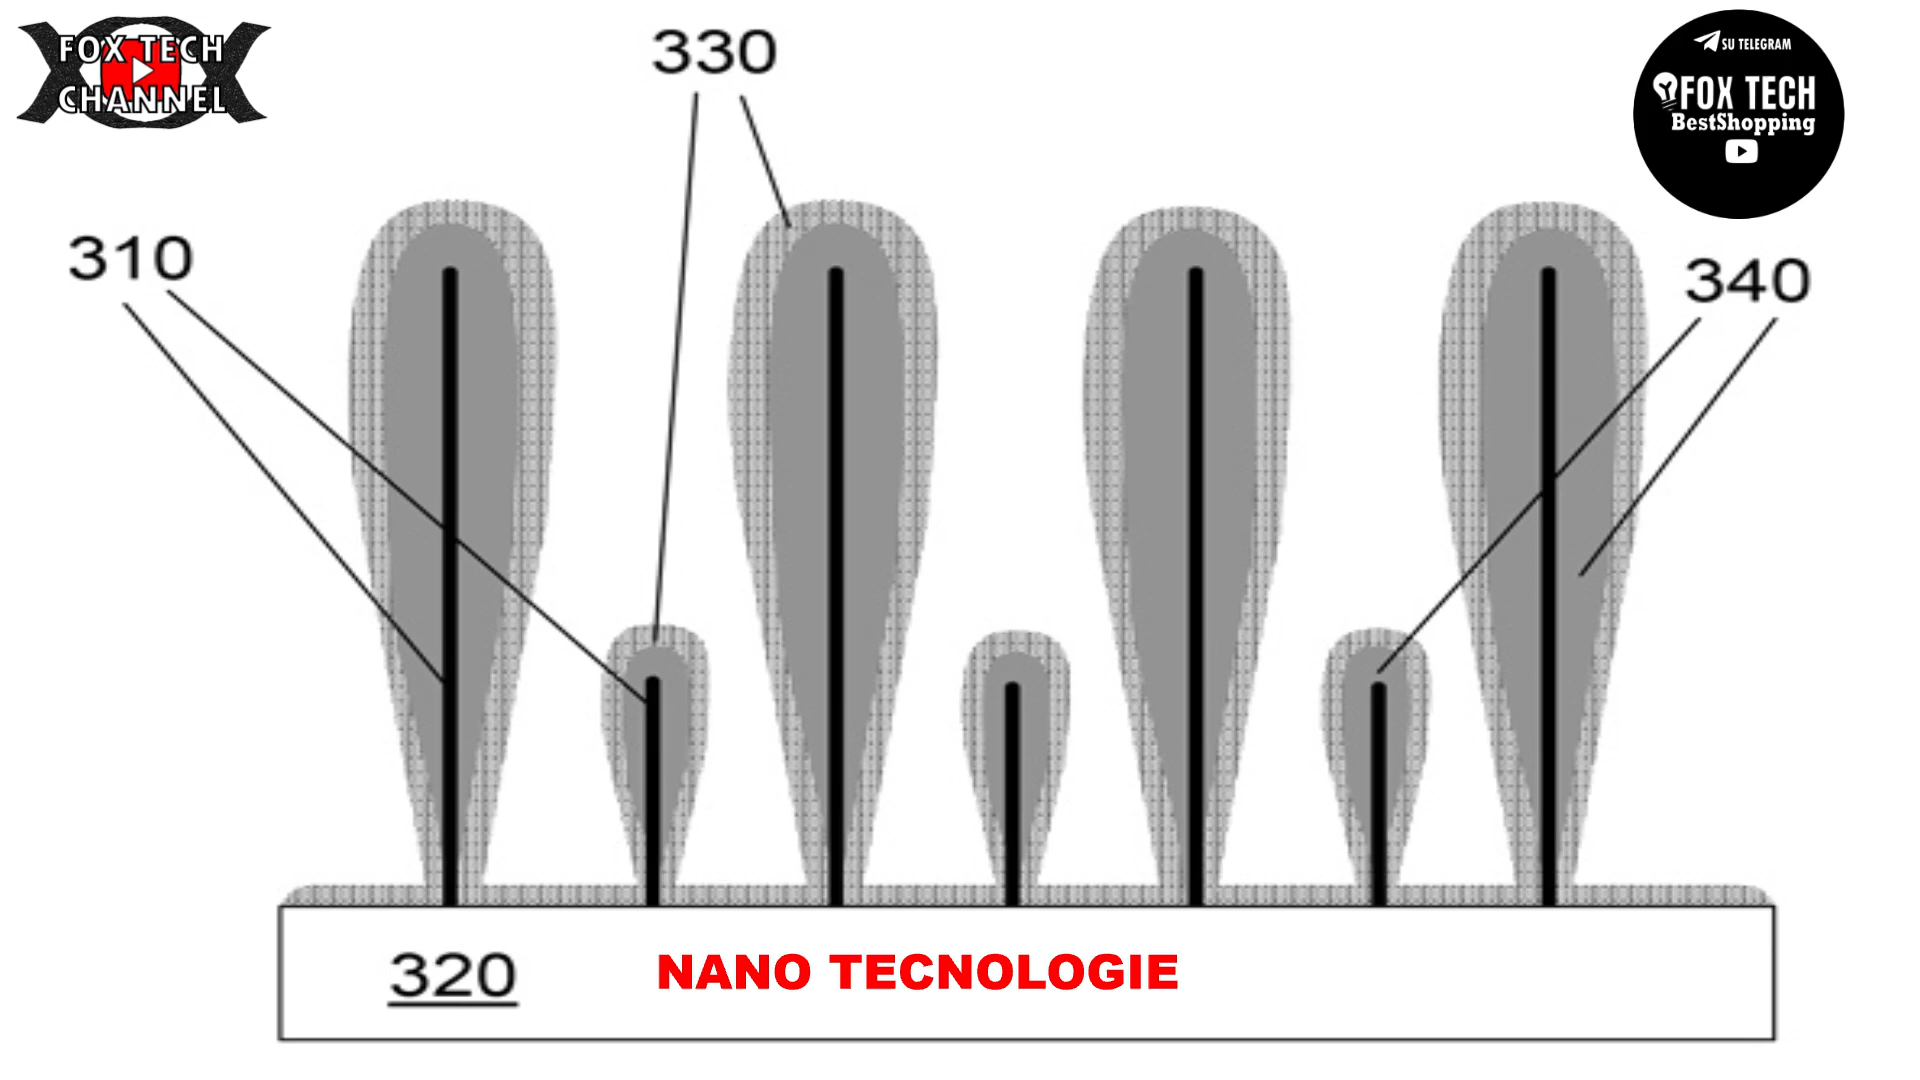 FOX TECH
CHANNEL
330
SU TELEGRAM
FOX TECH
BestShopping
310
340
320
NANO TECNOLOGIE